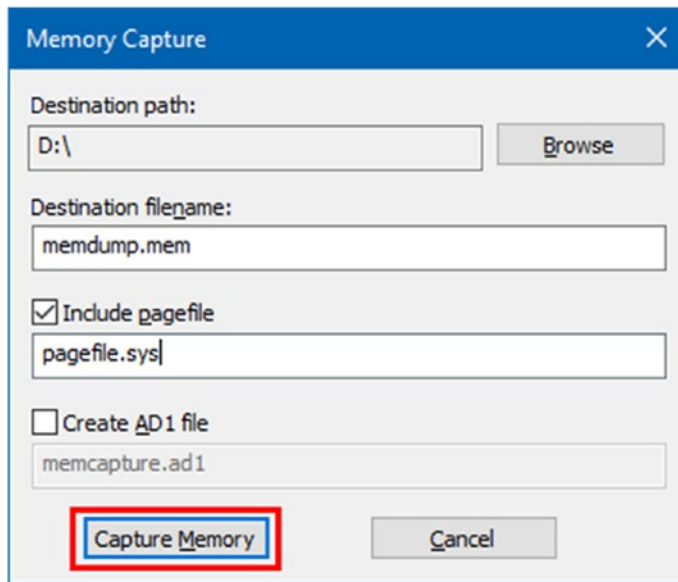 Memory Capture
Destination path:
D:\
Browse
Destination filename:
memdump.mem
Include pagefile
pagefile.sys
Create AD1 file
memcapture.ad1
Capture Memory
Cancel